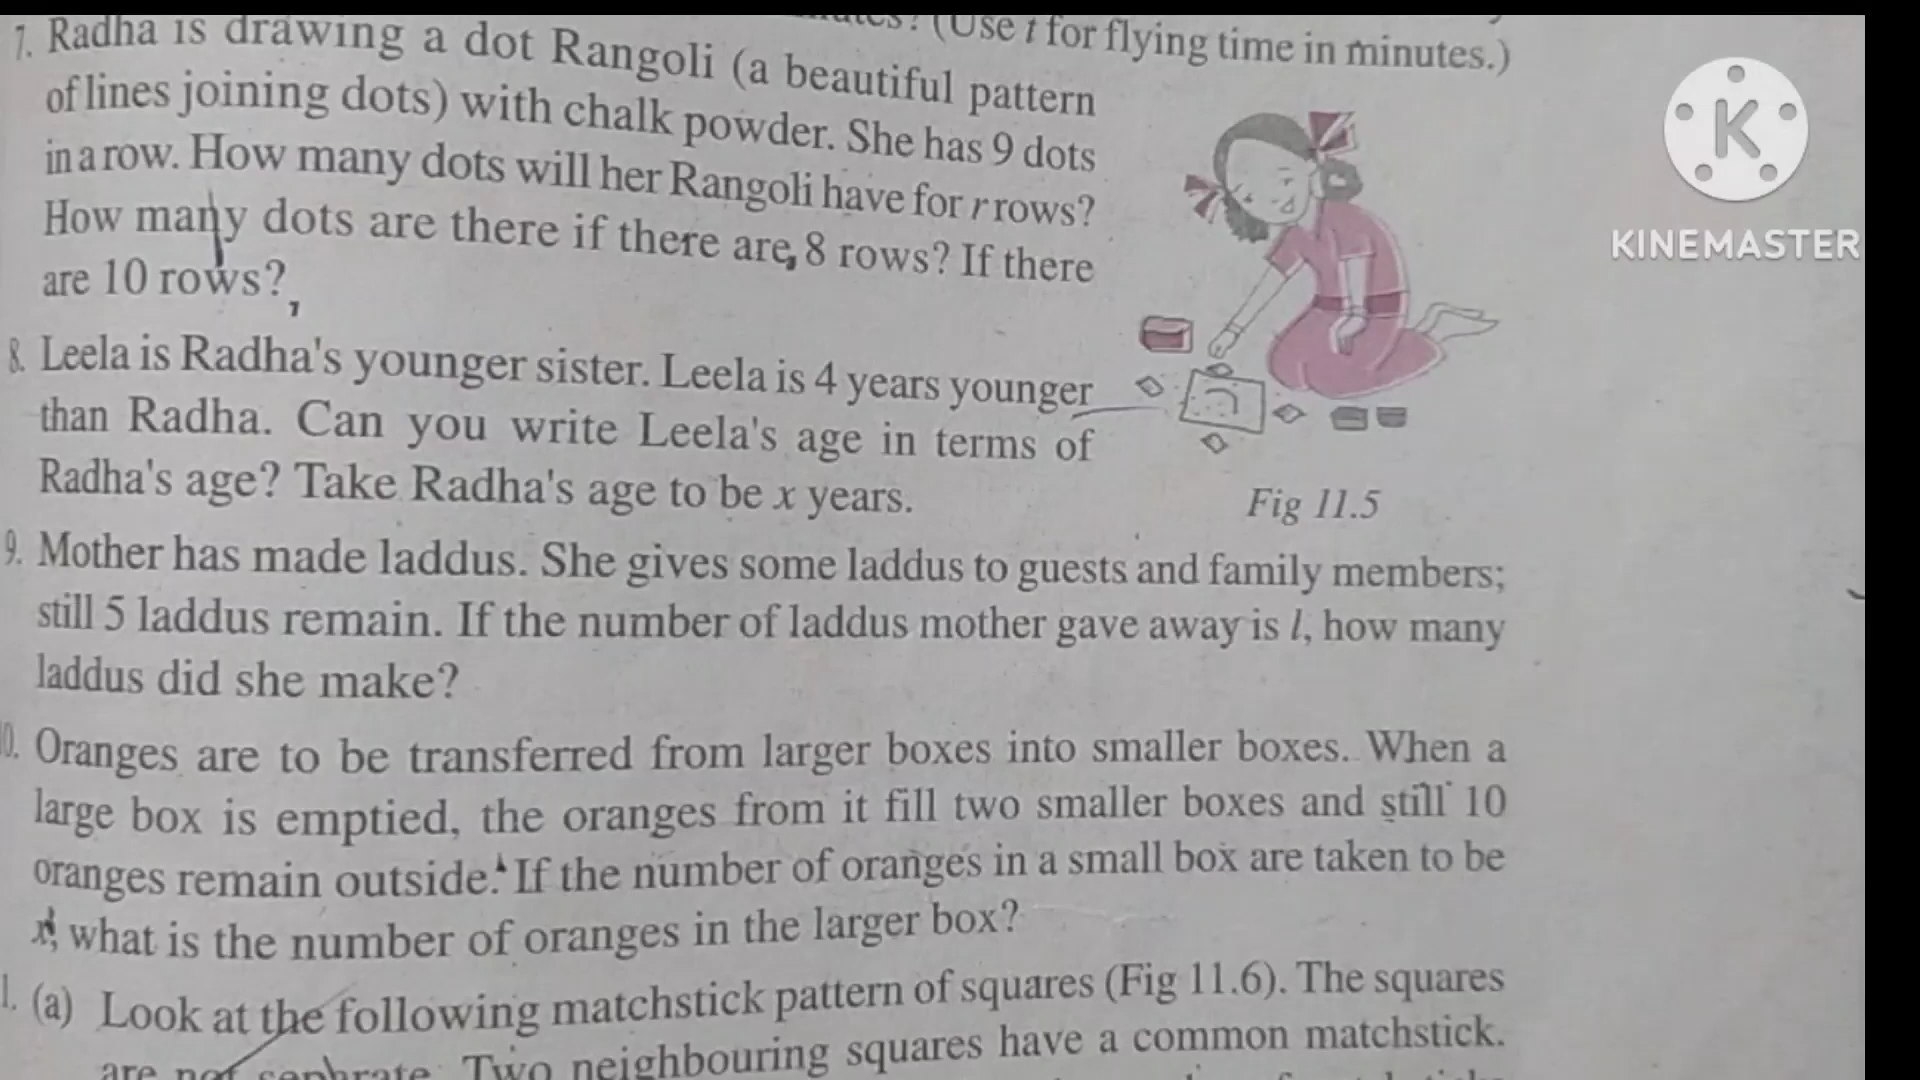 (Use t for flying time in minutes.)
7. Radha is drawing a dot Rangoli (a beautiful pattern
of lines joining dots) with chalk powder. She has 9 dots
in a row. How many dots will her Rangoli have for r rows?
How many dots are there if there are 8 rows? If there
are 10 rows?
8. Leela is Radha's younger sister. Leela is 4 years younger
than Radha. Can you write Leela's age in terms of
Radha's age? Take Radha's age to be x years.
Fig 11.5
9. Mother has made laddus. She gives some laddus to guests and family members;
still 5 laddus remain. If the number of laddus mother gave away is l, how many
laddus did she make?
0. Oranges are to be transferred from larger boxes into smaller boxes. When a
large box is emptied, the oranges from it fill two smaller boxes and still 10
oranges remain outside. If the number of oranges in a small box are taken to be
x, what is the number of oranges in the larger box?
1. (a) Look at the following matchstick pattern of squares (Fig 11.6). The squares
are not Two neighbouring squares have a common matchstick.
K
KINEMASTER